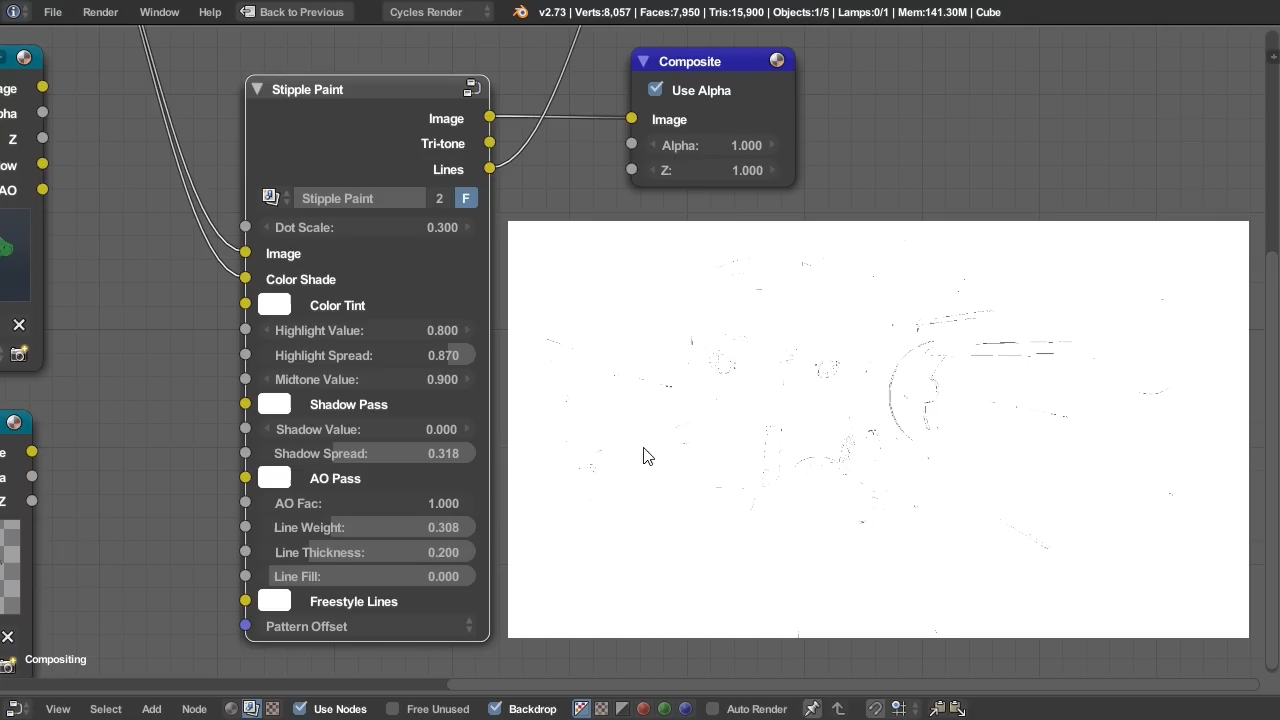 File Render Window Help Back to Previous Cycles Render v2.73 | Verts:8,057 | Faces:7,950 | Tris:15,900 | Objects:1/5 | Lamps:0/1 | Mem:141.30M | Cube
Z
AO
Z
Stipple Paint
Image
Tri-tone
Lines
Stipple Paint 2 F
Dot Scale: 0.300
Image
Color Shade
Color Tint
Highlight Value: 0.800
Highlight Spread: 0.870
Midtone Value: 0.900
Shadow Pass
Shadow Value: 0.000
Shadow Spread: 0.318
AO Pass
AO Fac: 1.000
Line Weight: 0.308
Line Thickness: 0.200
Line Fill: 0.000
Freestyle Lines
Pattern Offset
Composite
Use Alpha
Image
Alpha: 1.000
Z: 1.000
Compositing
View Select Add Node Use Nodes Free Unused Backdrop Auto Render